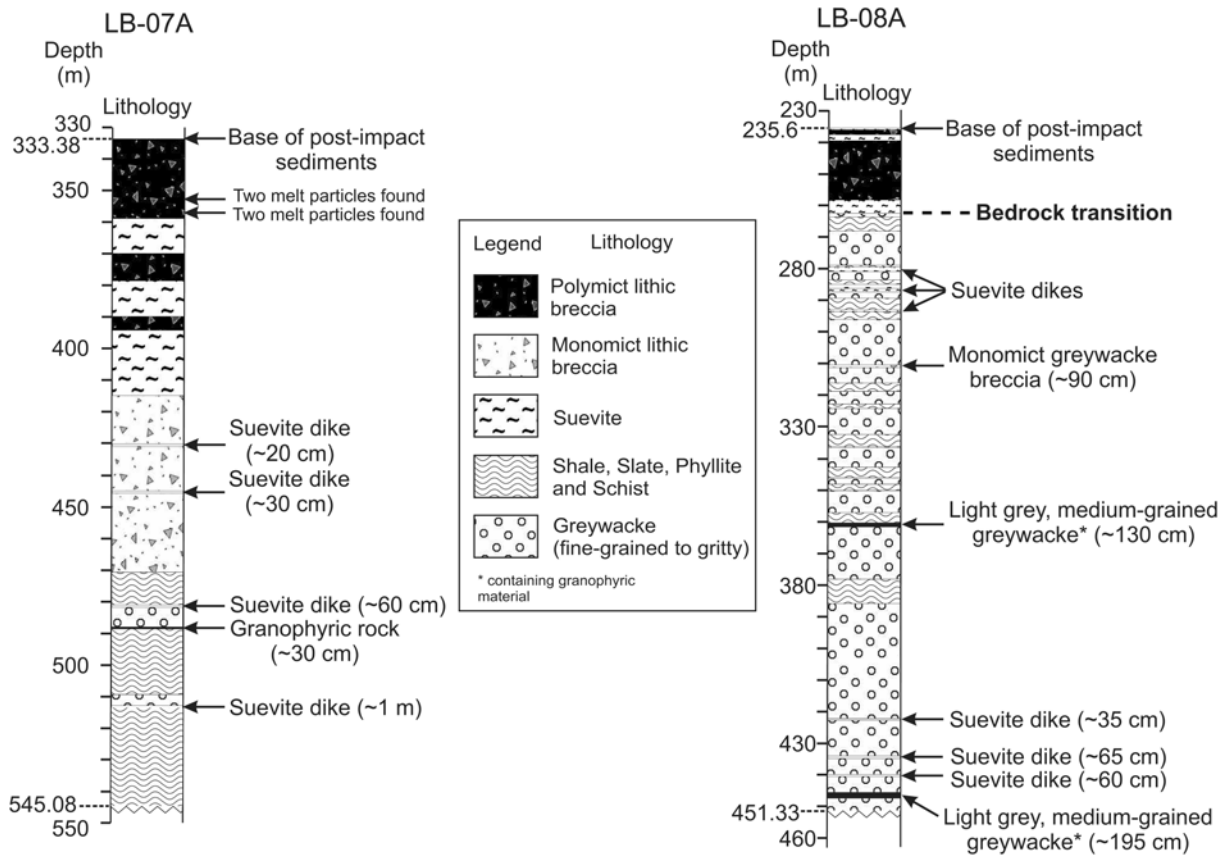 LB-07A
Depth
(m)
Lithology
330
333.38
350
400
450
500
545.08
550
Base of post-impact
sediments
Two melt particles found
Two melt particles found
Suevite dike
(~20 cm)
Suevite dike
(~30 cm)
Suevite dike (~60 cm)
Granophyric rock
(~30 cm)
Suevite dike (~1 m)
Legend
Lithology
Polymict lithic
breccia
Monomict lithic
breccia
Suevite
Shale, Slate, Phyllite
and Schist
Greywacke
(fine-grained to gritty)
* containing granophyric
material
LB-08A
Depth
(m)
Lithology
230
235.6
280
330
380
430
451.33
460
Base of post-impact
sediments
Bedrock transition
Suevite dikes
Monomict greywacke
breccia (~90 cm)
Light grey, medium-grained
greywacke* (~130 cm)
Suevite dike (~35 cm)
Suevite dike (~65 cm)
Suevite dike (~60 cm)
Light grey, medium-grained
greywacke* (~195 cm)